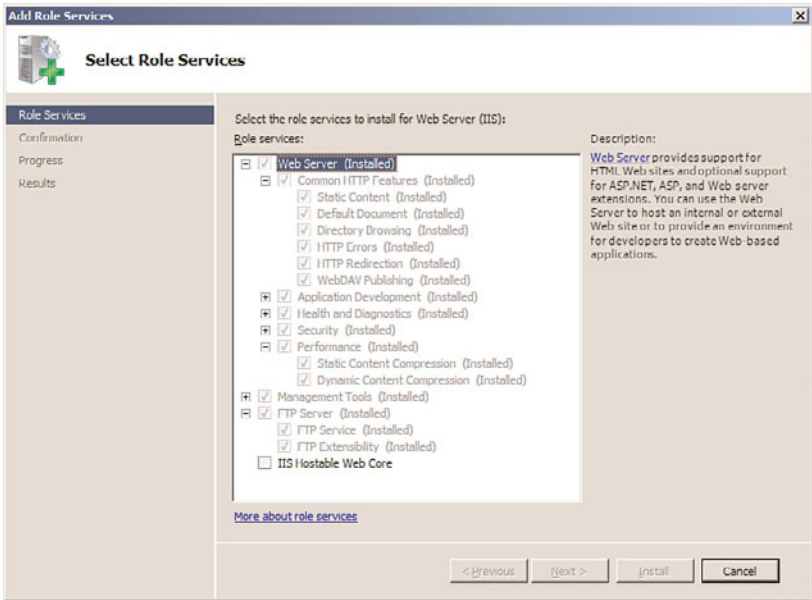 Add Role Services
Select Role Services
Role Services
Confirmation
Progress
Results
Select the role services to install for Web Server (IIS):
Role services:
Web Server (Installed)
Common HTTP Features (Installed)
Static Content (Installed)
Default Document (Installed)
Directory Browsing (Installed)
HTTP Errors (Installed)
HTTP Redirection (Installed)
WebDAV Publishing (Installed)
Application Development (Installed)
Health and Diagnostics (Installed)
Security (Installed)
Performance (Installed)
Static Content Compression (Installed)
Dynamic Content Compression (Installed)
Management Tools (Installed)
FTP Server (Installed)
FTP Service (Installed)
FTP Extensibility (Installed)
IIS Hostable Web Core
More about role services
Description:
Web Server provides support for
HTML Web sites and optional support
for ASP.NET, ASP, and Web server
extensions. You can use the Web
Server to host an internal or external
Web site or to provide an environment
for developers to create Web-based
applications.
< Previous
Next >
Install
Cancel